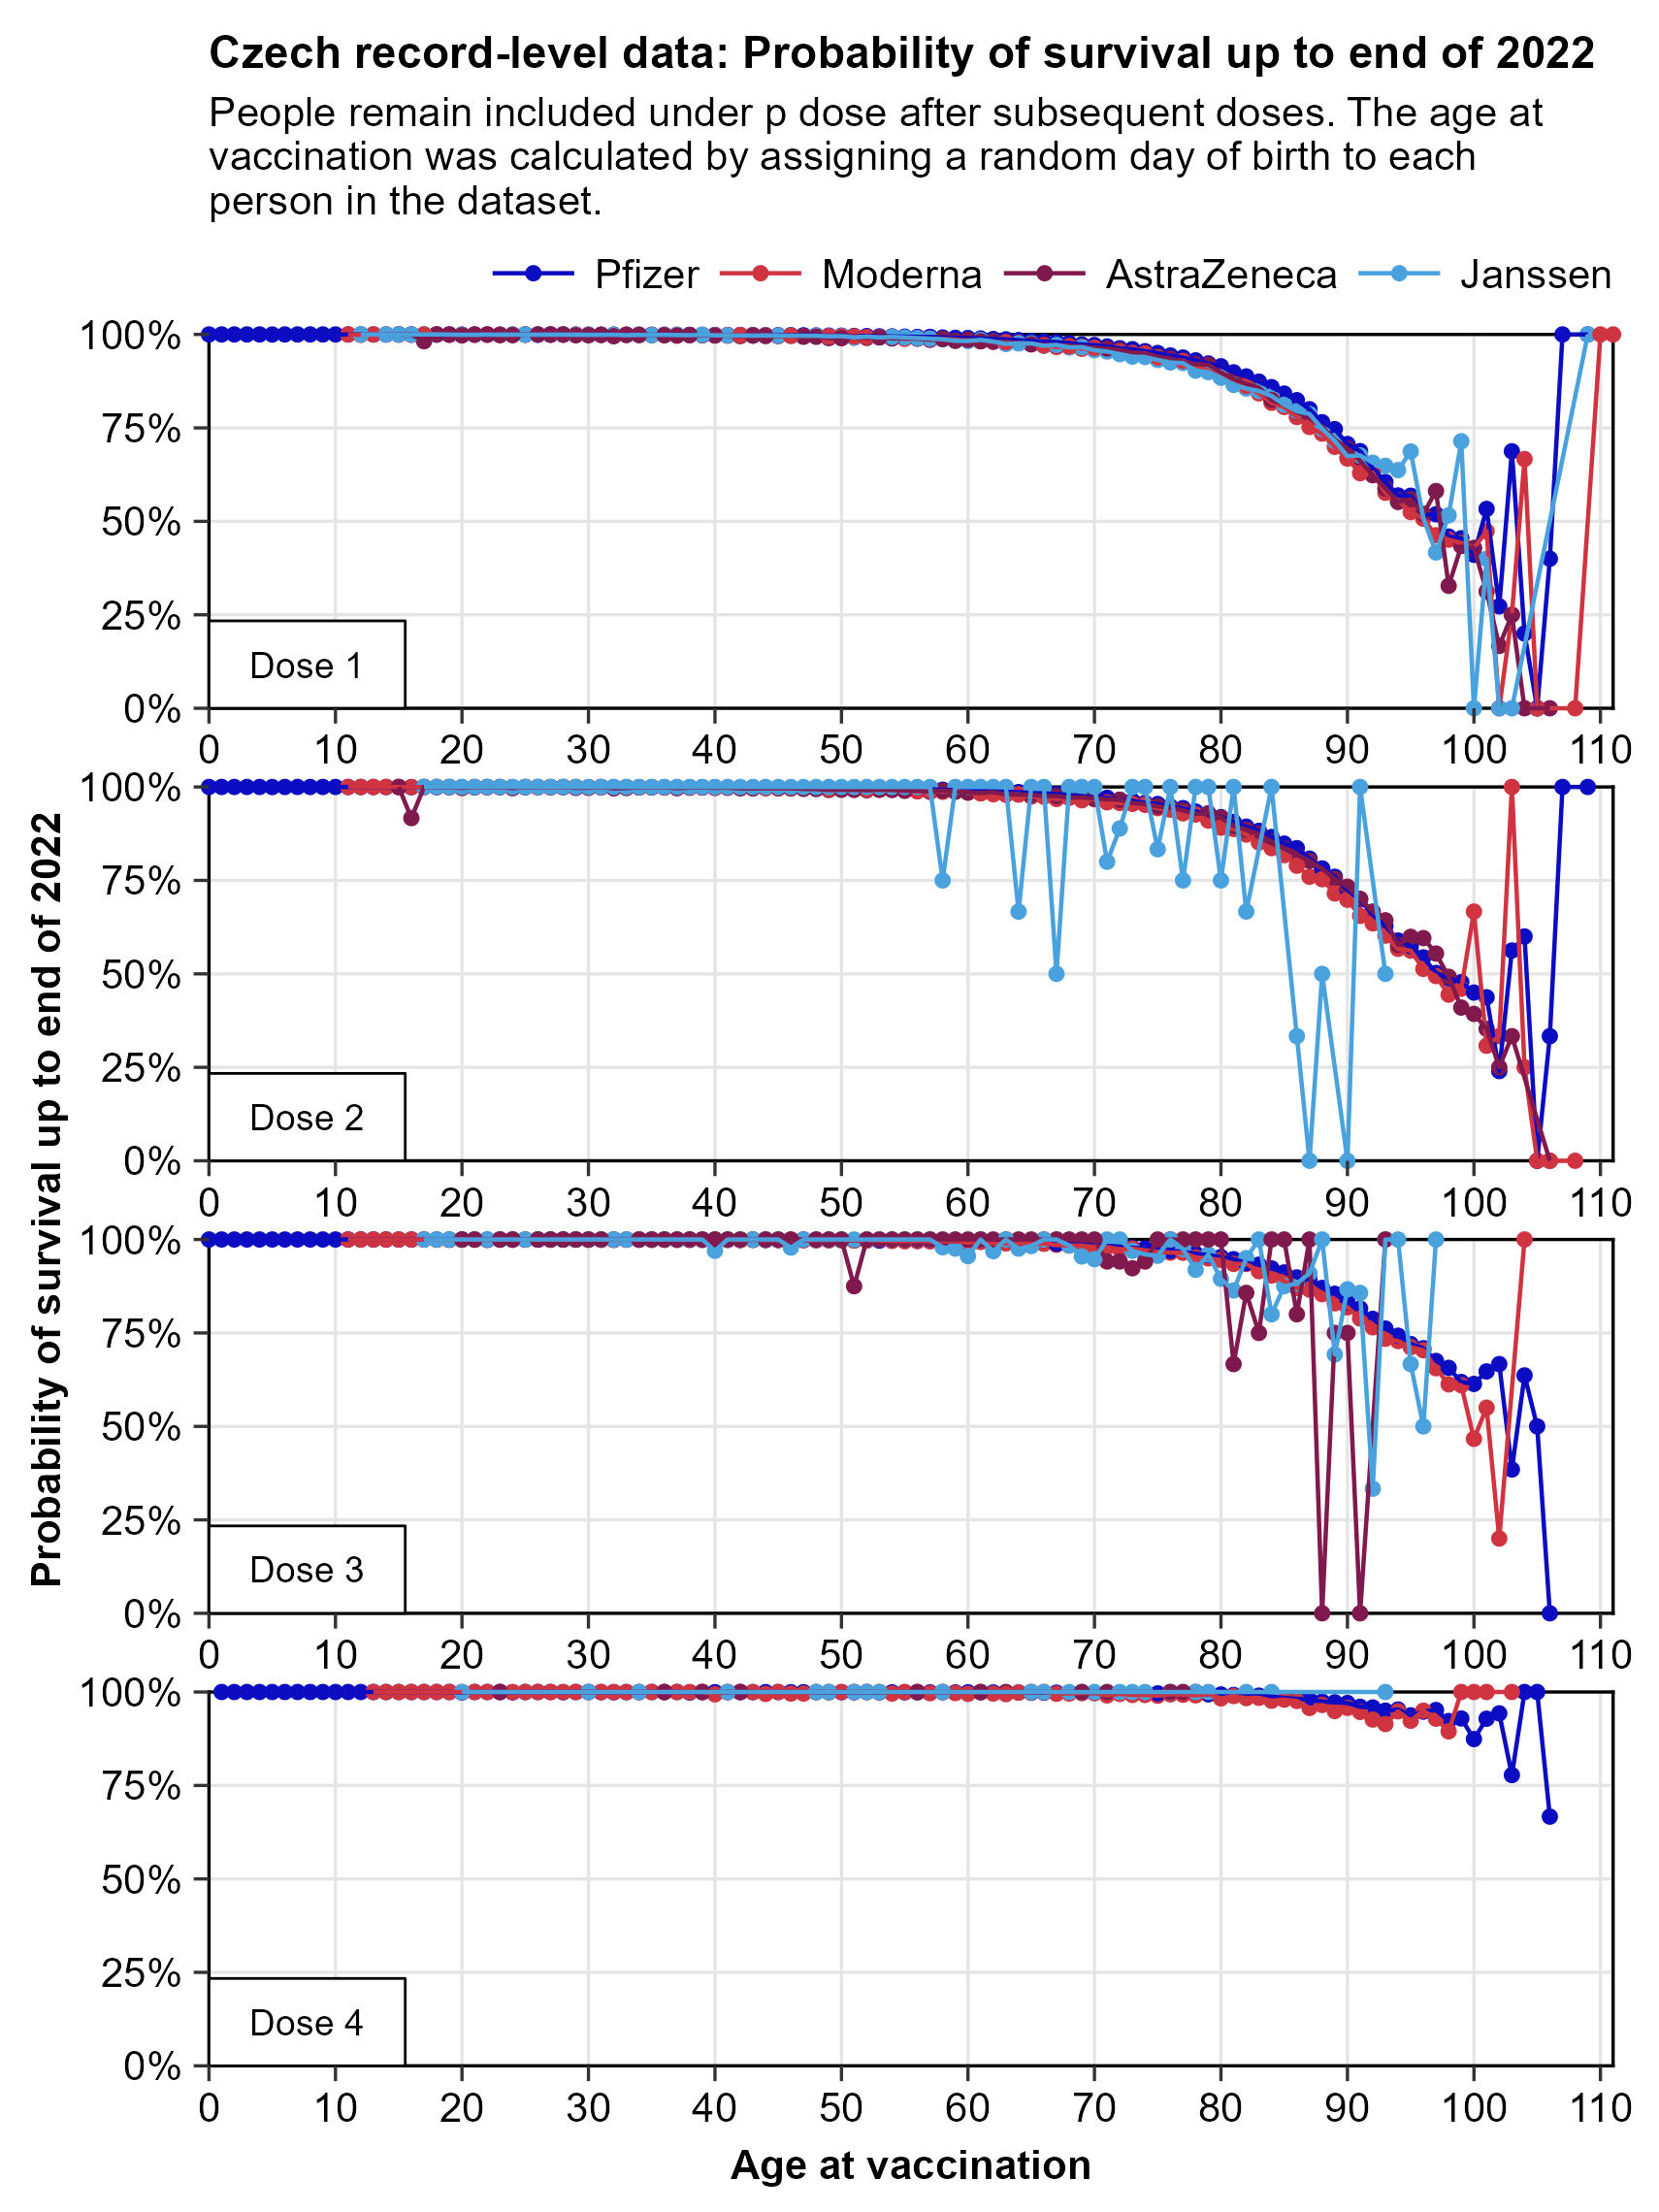 Czech record-level data: Probability of survival up to end of 2022
People remain included under p dose after subsequent doses. The age at
vaccination was calculated by assigning a random day of birth to each
person in the dataset.
Pfizer Moderna AstraZeneca Janssen
Probability of survival up to end of 2022
100%
75%
50%
25%
0%
Dose 1
0 10 20 30 40 50 60 70 80 90 100 110
100%
75%
50%
25%
0%
Dose 2
0 10 20 30 40 50 60 70 80 90 100 110
100%
75%
50%
25%
0%
Dose 3
0 10 20 30 40 50 60 70 80 90 100 110
100%
75%
50%
25%
0%
Dose 4
0 10 20 30 40 50 60 70 80 90 100 110
Age at vaccination